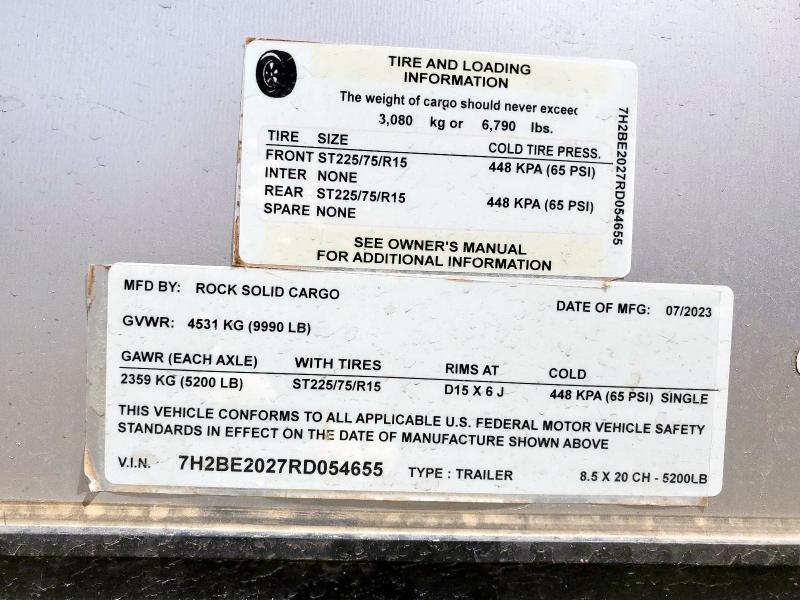 TIRE AND LOADING
INFORMATION
The weight of cargo should never exceed
3,080 kg or 6,790 lbs.
TIRE SIZE COLD TIRE PRESS.
FRONT ST225/75/R15 448 KPA (65 PSI)
INTER NONE
REAR ST225/75/R15 448 KPA (65 PSI)
SPARE NONE
SEE OWNER'S MANUAL
FOR ADDITIONAL INFORMATION
7H2BE2027RD054655
MFD BY: ROCK SOLID CARGO DATE OF MFG: 07/2023
GVWR: 4531 KG (9990 LB)
GAWR (EACH AXLE) WITH TIRES RIMS AT COLD
2359 KG (5200 LB) ST225/75/R15 D15 X 6 J 448 KPA (65 PSI) SINGLE
THIS VEHICLE CONFORMS TO ALL APPLICABLE U.S. FEDERAL MOTOR VEHICLE SAFETY
STANDARDS IN EFFECT ON THE DATE OF MANUFACTURE SHOWN ABOVE
V.I.N. 7H2BE2027RD054655 TYPE : TRAILER 8.5 X 20 CH - 5200LB